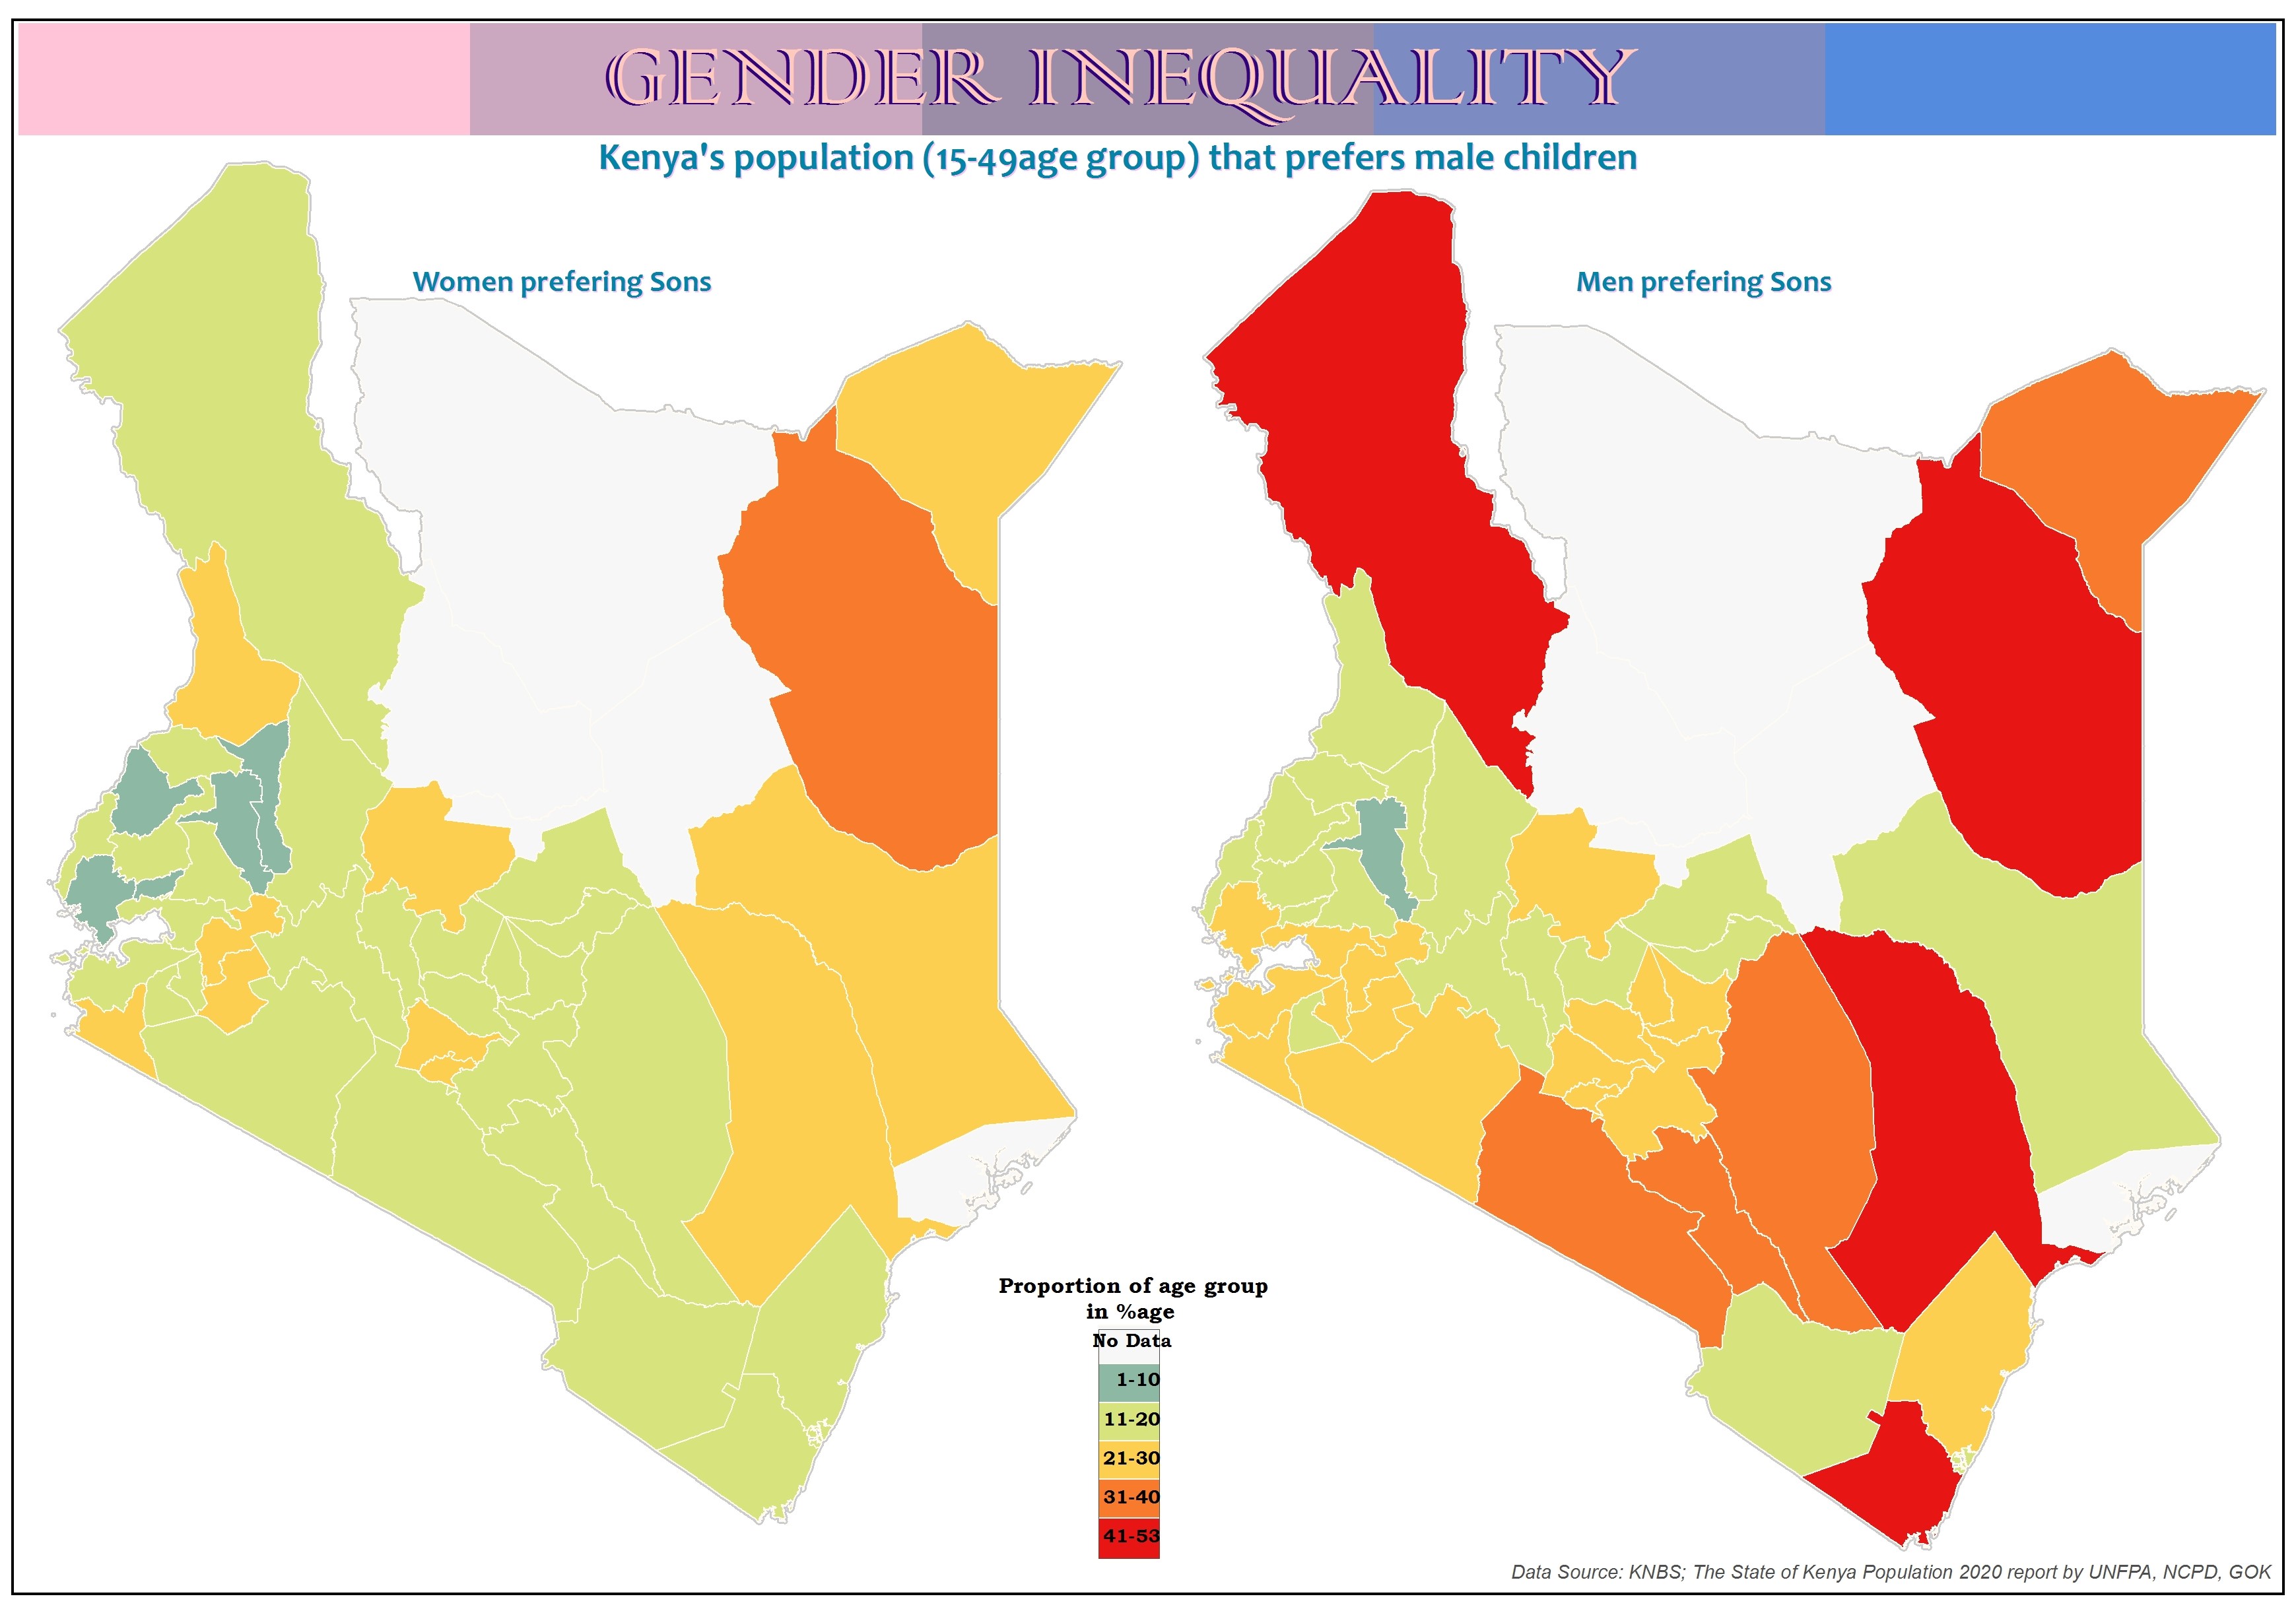 GENDER INEQUALITY
Kenya's population (15-49age group) that prefers male children
Women prefering Sons
Men prefering Sons
Proportion of age group
in %age
No Data
1-10
11-20
21-30
31-40
41-53
Data Source: KNBS; The State of Kenya Population 2020 report by UNFPA, NCPD, GOK